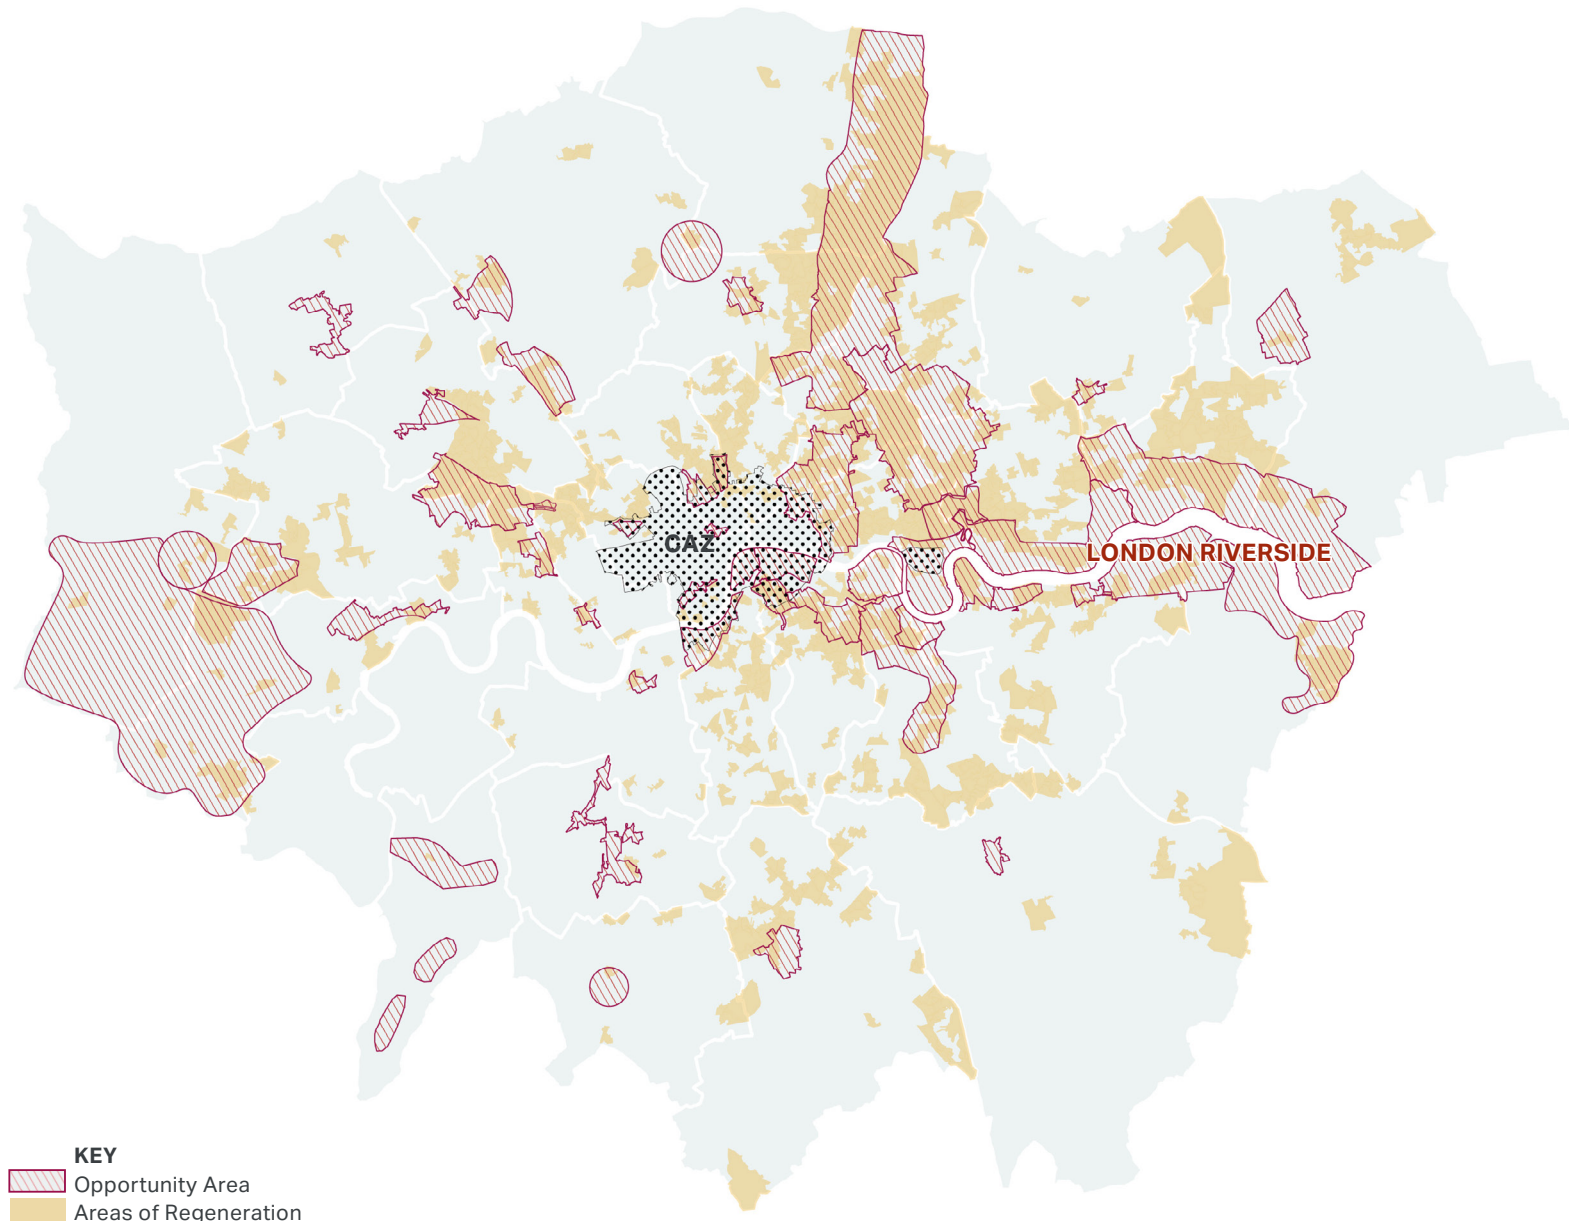 CAZ
LONDON RIVERSIDE
KEY
Opportunity Area
Areas of Regeneration